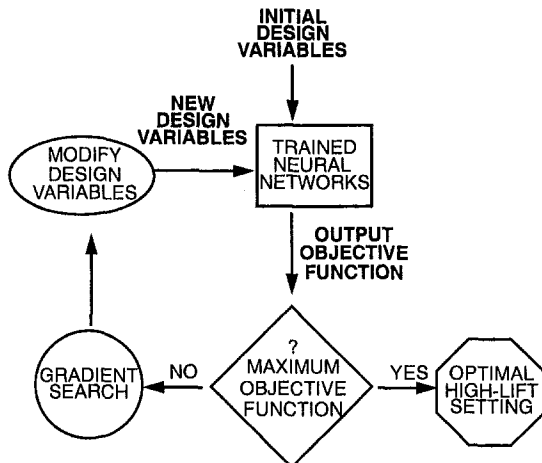 INITIAL
DESIGN
VARIABLES
NEW
DESIGN
VARIABLES
MODIFY
DESIGN
VARIABLES
TRAINED
NEURAL
NETWORKS
OUTPUT
OBJECTIVE
FUNCTION
?
MAXIMUM
OBJECTIVE
FUNCTION
NO
GRADIENT
SEARCH
YES
OPTIMAL
HIGH-LIFT
SETTING